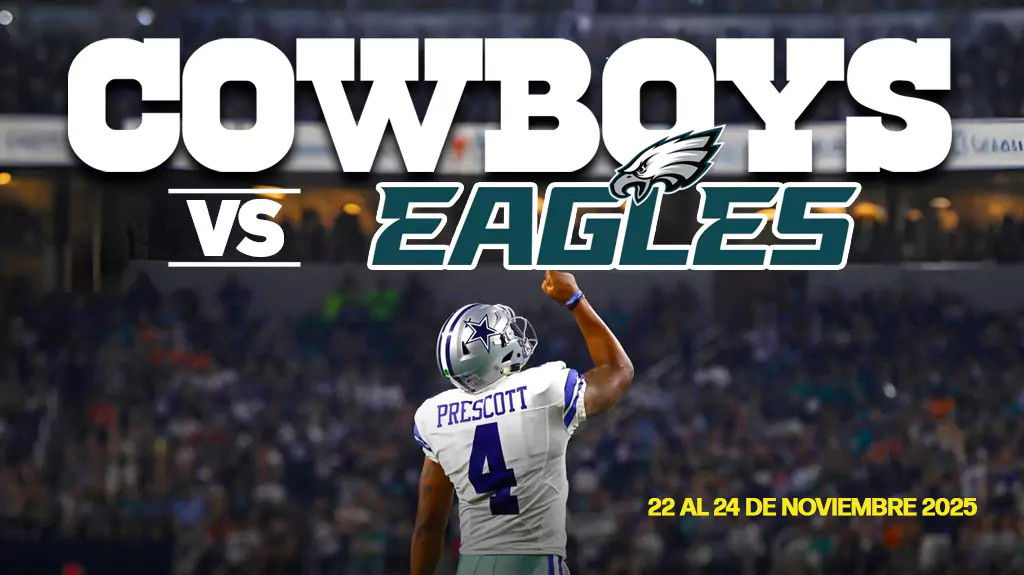 COWBOYS
VS
EAGLES
PRESCOTT
4
22 AL 24 DE NOVIEMBRE 2025